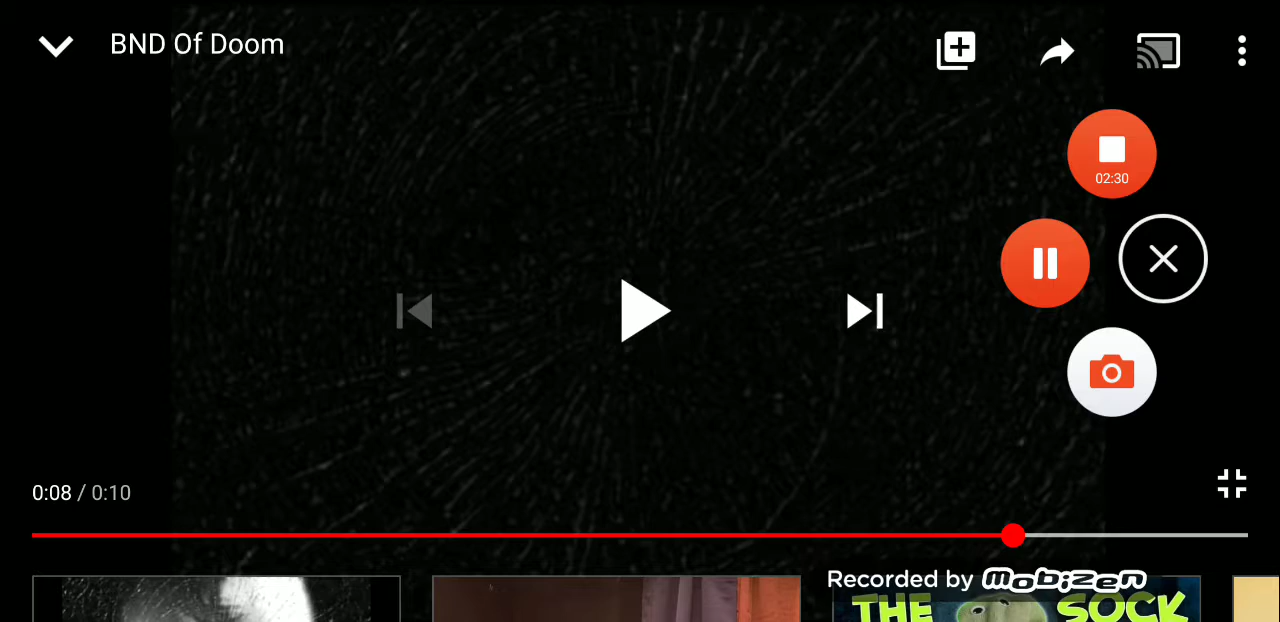 BND Of Doom
02:30
0:08 / 0:10
Recorded by mobizen
THE SOCK